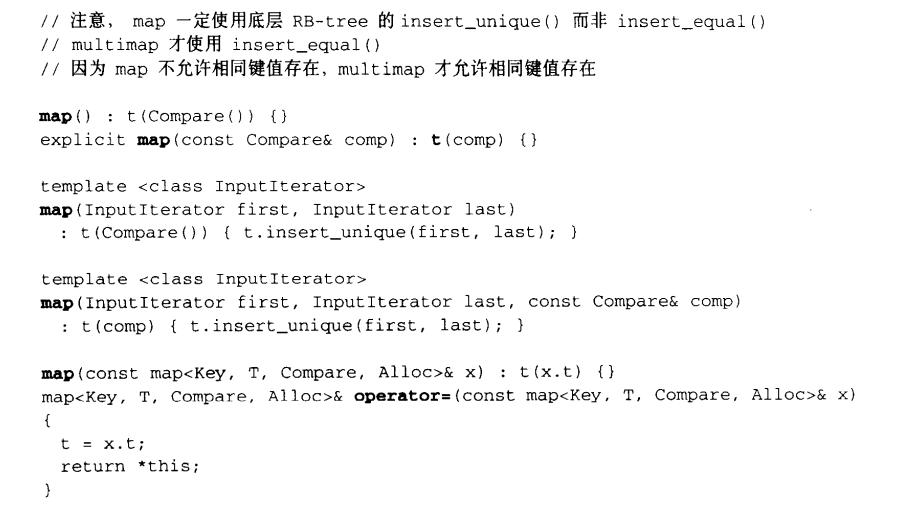 // 注意， map 一定使用底层 RB-tree 的 insert_unique() 而非 insert_equal()
// multimap 才使用 insert_equal()
// 因为 map 不允许相同键值存在，multimap 才允许相同键值存在
map() : t(Compare()) {}
explicit map(const Compare& comp) : t(comp) {}
template <class InputIterator>
map(InputIterator first, InputIterator last)
: t(Compare()) { t.insert_unique(first, last); }
template <class InputIterator>
map(InputIterator first, InputIterator last, const Compare& comp)
: t(comp) { t.insert_unique(first, last); }
map(const map<Key, T, Compare, Alloc>& x) : t(x.t) {}
map<Key, T, Compare, Alloc>& operator=(const map<Key, T, Compare, Alloc>& x)
{
t = x.t;
return *this;
}